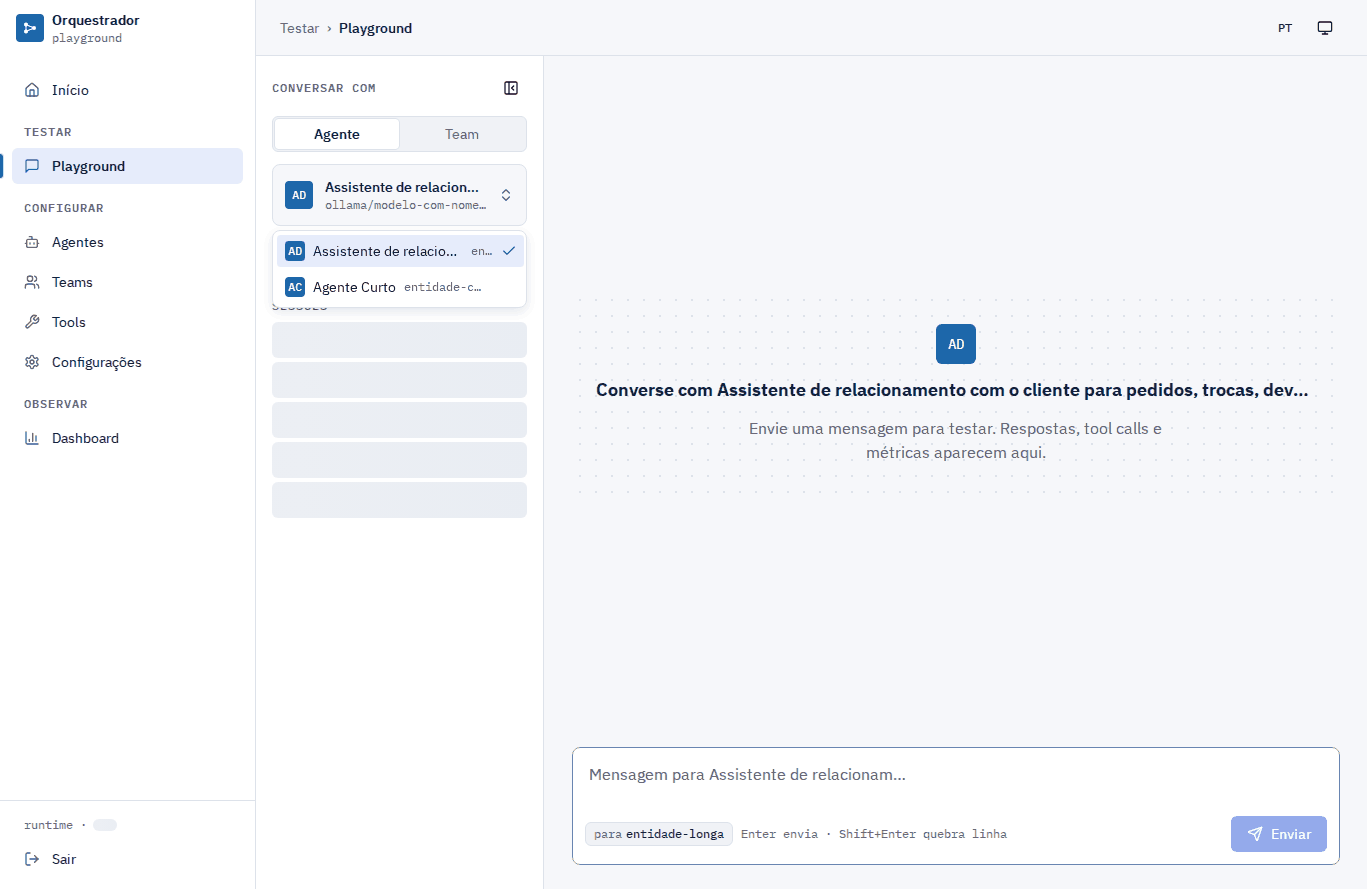 Orquestrador
playground
Início
TESTAR
Playground
CONFIGURAR
Agentes
Teams
Tools
Configurações
OBSERVAR
Dashboard
runtime ·
Sair
Testar › Playground
PT
CONVERSAR COM
Agente
Team
AD
Assistente de relacion...
ollama/modelo-com-nome...
AD Assistente de relacio... en...
AC Agente Curto entidade-c...
AD
Converse com Assistente de relacionamento com o cliente para pedidos, trocas, dev...
Envie uma mensagem para testar. Respostas, tool calls e
métricas aparecem aqui.
Mensagem para Assistente de relacionam...
para entidade-longa Enter envia · Shift+Enter quebra linha
Enviar